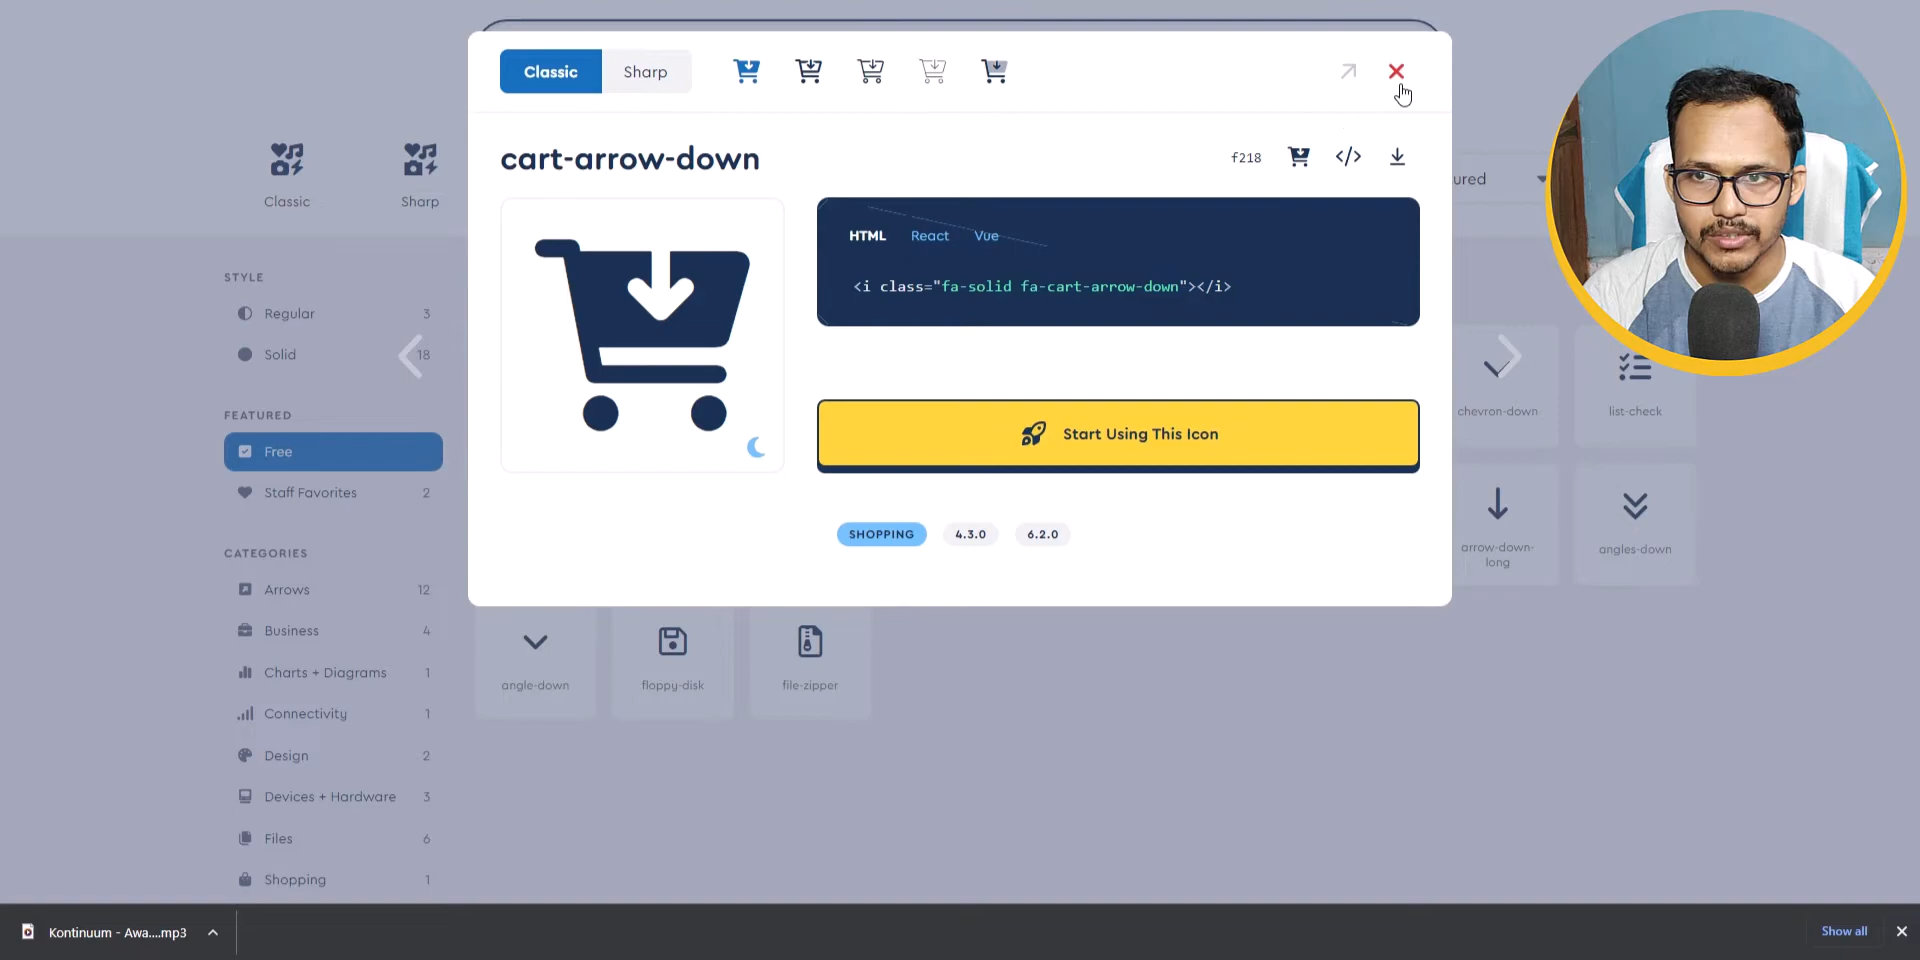 Classic
Sharp
cart-arrow-down
f218
</>
HTML
React
Vue
<i class="fa-solid fa-cart-arrow-down"></i>
Start Using This Icon
SHOPPING
4.3.0
6.2.0
Classic
Sharp
ured
STYLE
Regular 3
Solid 18
FEATURED
Free
Staff Favorites 2
CATEGORIES
Arrows 12
Business 4
Charts + Diagrams 1
Connectivity 1
Design 2
Devices + Hardware 3
Files 6
Shopping 1
chevron-down
list-check
arrow-down-
long
angles-down
angle-down
floppy-disk
file-zipper
Kontinuum - Awa....mp3
Show all